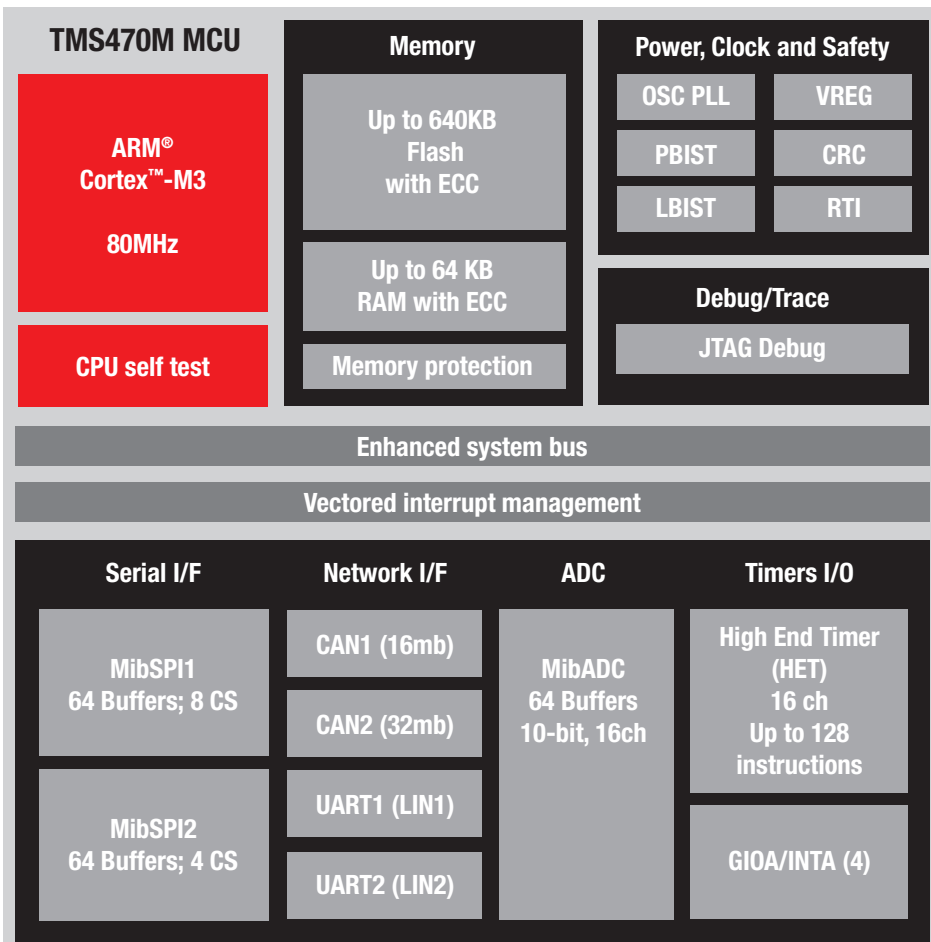 TMS470M MCU
ARM®
Cortex™-M3
80MHz
CPU self test
Memory
Up to 640KB
Flash
with ECC
Up to 64 KB
RAM with ECC
Memory protection
Power, Clock and Safety
OSC PLL
VREG
PBIST
CRC
LBIST
RTI
Debug/Trace
JTAG Debug
Enhanced system bus
Vectored interrupt management
Serial I/F
MibSPI1
64 Buffers; 8 CS
MibSPI2
64 Buffers; 4 CS
Network I/F
CAN1 (16mb)
CAN2 (32mb)
UART1 (LIN1)
UART2 (LIN2)
ADC
MibADC
64 Buffers
10-bit, 16ch
Timers I/O
High End Timer
(HET)
16 ch
Up to 128
instructions
GIOA/INTA (4)